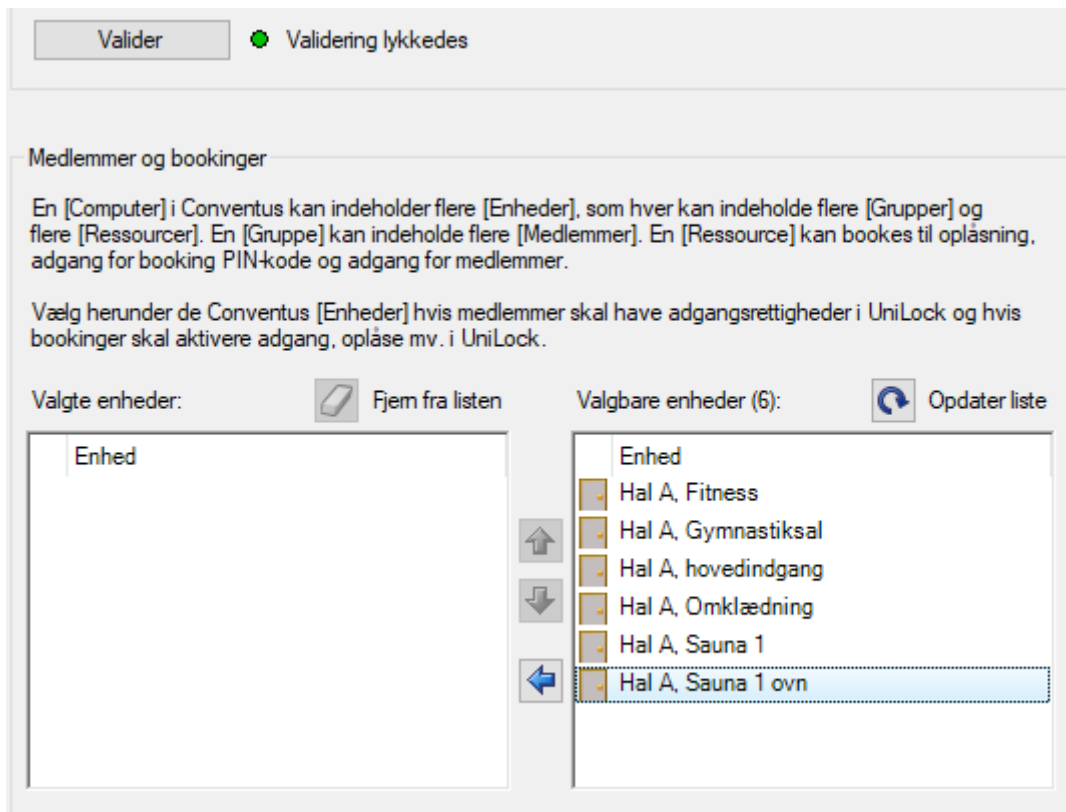 Valider
Validering lykkedes
Medlemmer og bookinger
En [Computer] i Conventus kan indeholder flere [Enheder], som hver kan indeholde flere [Grupper] og
flere [Ressourcer]. En [Gruppe] kan indeholde flere [Medlemmer]. En [Ressource] kan bookes til oplåsning,
adgang for booking PIN-kode og adgang for medlemmer.
Vælg herunder de Conventus [Enheder] hvis medlemmer skal have adgangsrettigheder i UniLock og hvis
bookinger skal aktivere adgang, oplåse mv. i UniLock.
Valgte enheder:
Fjern fra listen
Valgbare enheder (6):
Opdater liste
Enhed
Enhed
Hal A, Fitness
Hal A, Gymnastiksal
Hal A, hovedindgang
Hal A, Omklædning
Hal A, Sauna 1
Hal A, Sauna 1 ovn